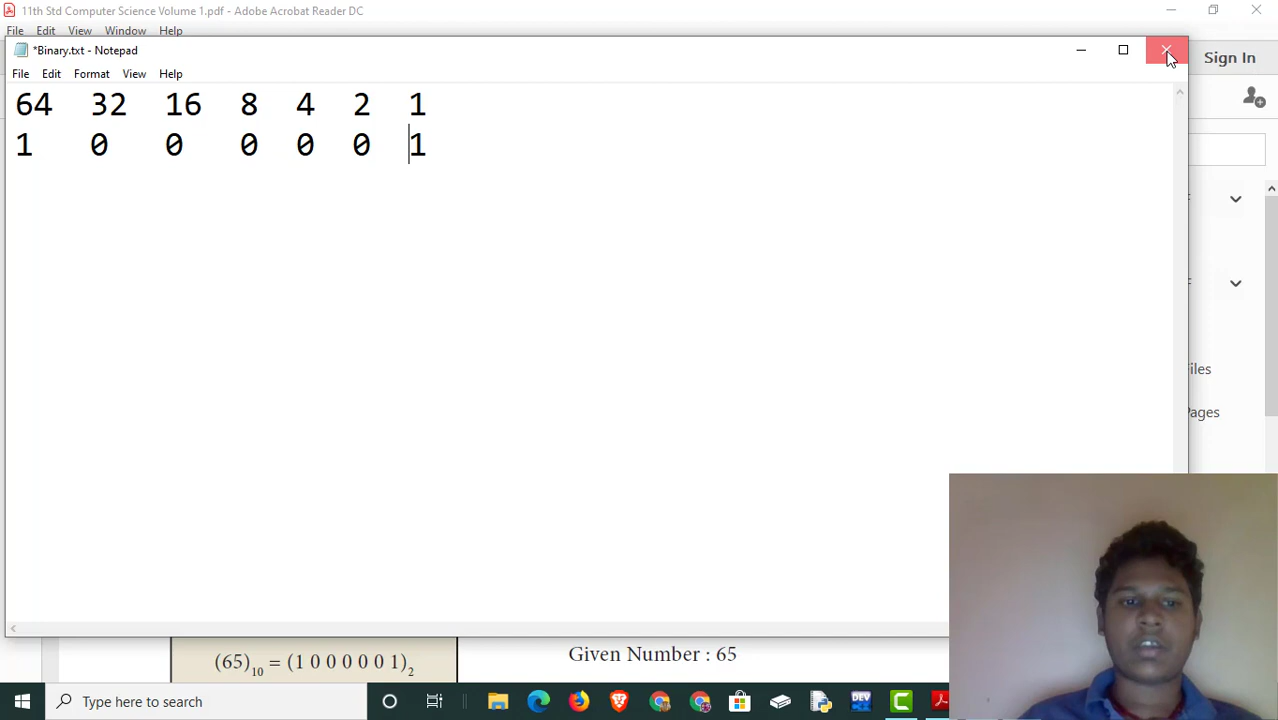 11th Std Computer Science Volume 1.pdf - Adobe Acrobat Reader DC
File Edit View Window Help
*Binary.txt - Notepad
Sign In
File Edit Format View Help
64 32 16 8 4 2 1
1 0 0 0 0 0 1
Files
Pages
(65)10 = (1 0 0 0 0 0 1)2
Given Number : 65
Type here to search
DEV